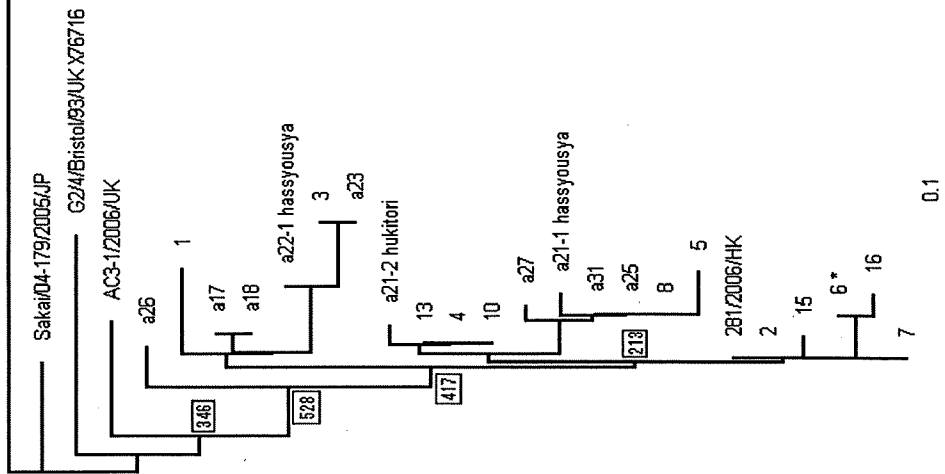 Sakai/04-179/2005/JP
G2/4/Bristol/93/UK X76716
AC3-1/2006/UK
a26
1
a17
a18
a22-1 hassyousya
3
a23
a21-2 hukitori
13
4
10
a27
a21-1 hassyousya
a31
a25
8
5
281/2006/HK
2
15
6 *
16
7
346
528
417
213
0.1